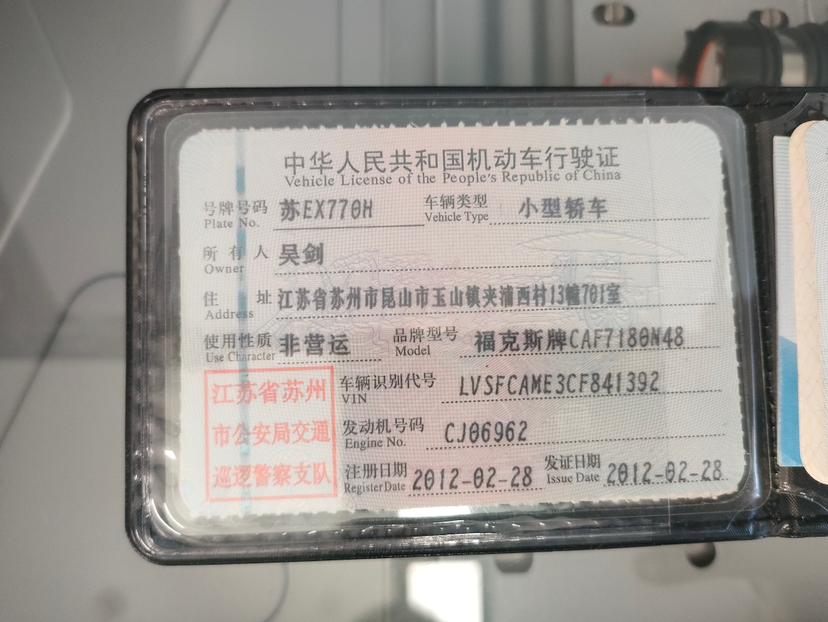 中华人民共和国机动车行驶证
Vehicle License of the People's Republic of China
号牌号码 苏EX770H 车辆类型 小型轿车
Plate No. Vehicle Type
所有人 吴剑
Owner
住址 江苏省苏州市昆山市玉山镇夹浦西村13幢701室
Address
使用性质 非营运 品牌型号 福克斯牌CAF7180N48
Use Character Model
江苏省苏州
市公安局交通
巡逻警察支队
车辆识别代号 LVSFCAME3CF841392
VIN
发动机号码 CJ06962
Engine No.
注册日期 2012-02-28 发证日期 2012-02-28
Register Date Issue Date